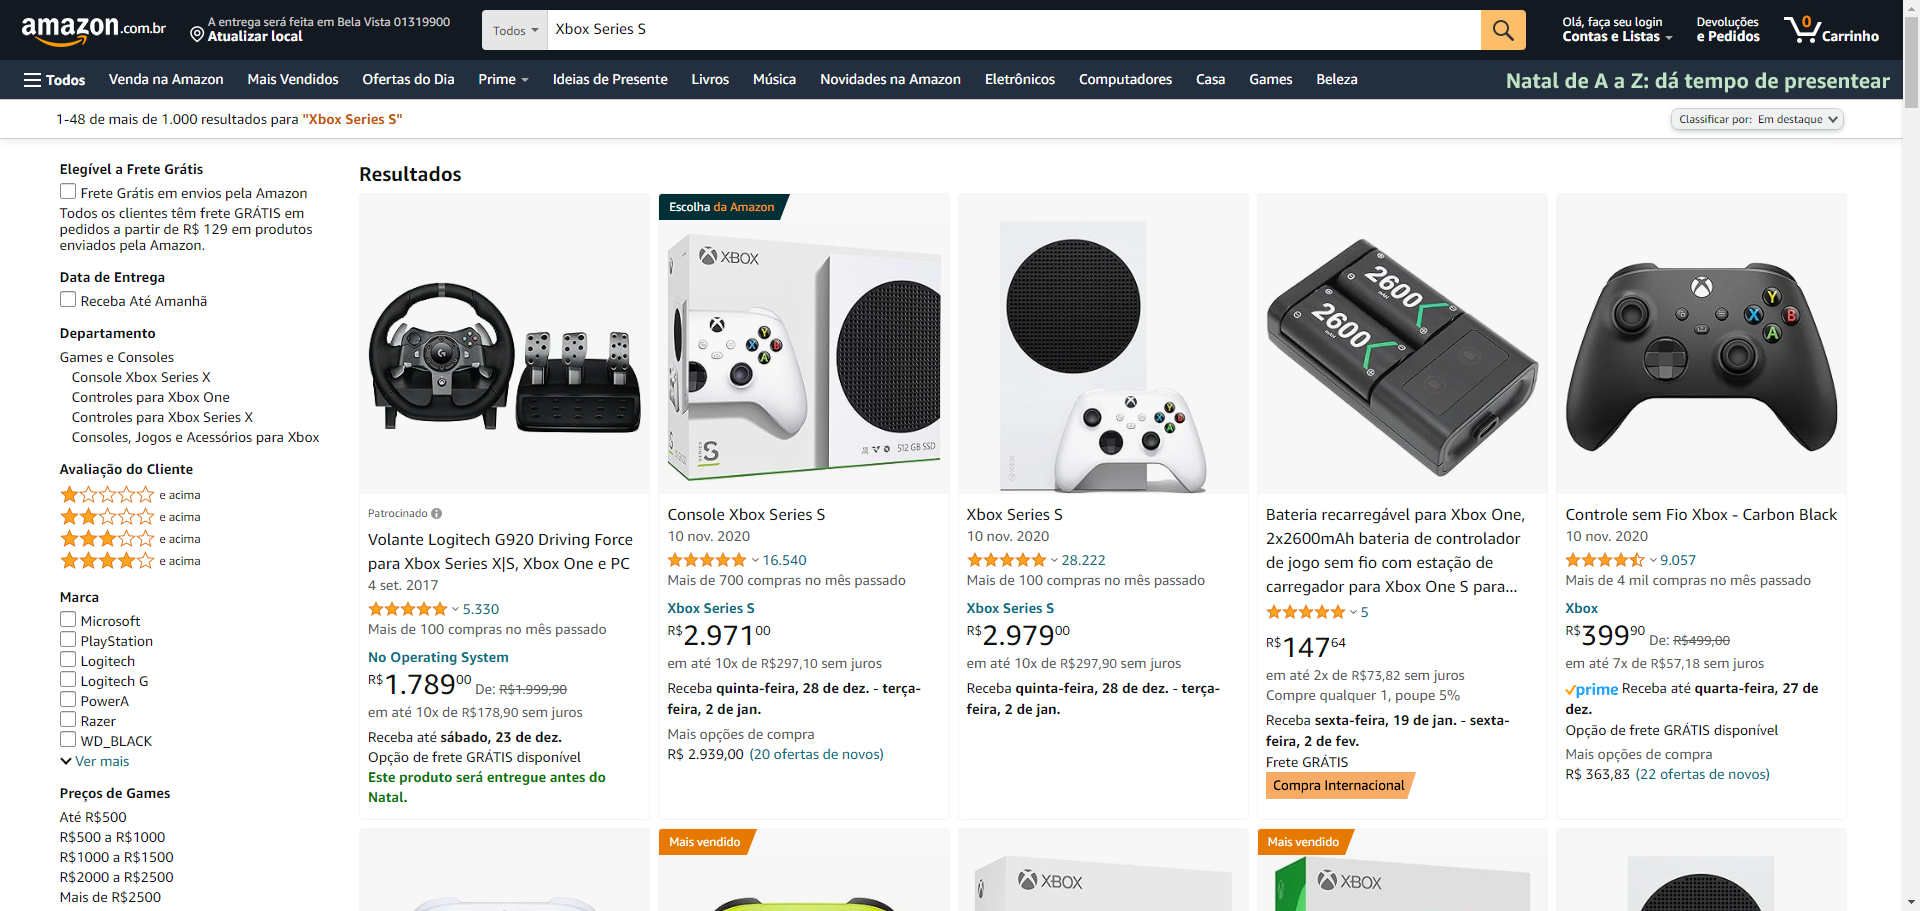 amazon.com.br
A entrega será feita em Bela Vista 01319900
Atualizar local
Todos
Xbox Series S
Olá, faça seu login
Contas e Listas
Devoluções
e Pedidos
0
Carrinho
Todos
Venda na Amazon
Mais Vendidos
Ofertas do Dia
Prime
Ideias de Presente
Livros
Música
Novidades na Amazon
Eletrônicos
Computadores
Casa
Games
Beleza
Natal de A a Z: dá tempo de presentear
1-48 de mais de 1.000 resultados para "Xbox Series S"
Classificar por: Em destaque
Elegível a Frete Grátis
Frete Grátis em envios pela Amazon
Todos os clientes têm frete GRÁTIS em
pedidos a partir de R$ 129 em produtos
enviados pela Amazon.
Data de Entrega
Receba Até Amanhã
Departamento
Games e Consoles
Console Xbox Series X
Controles para Xbox One
Controles para Xbox Series X
Consoles, Jogos e Acessórios para Xbox
Avaliação do Cliente
e acima
e acima
e acima
e acima
Marca
Microsoft
PlayStation
Logitech
Logitech G
PowerA
Razer
WD_BLACK
Ver mais
Preços de Games
Até R$500
R$500 a R$1000
R$1000 a R$1500
R$2000 a R$2500
Mais de R$2500
Resultados
Patrocinado
Volante Logitech G920 Driving Force
para Xbox Series X|S, Xbox One e PC
4 set. 2017
5.330
Mais de 100 compras no mês passado
No Operating System
R$1.78900 De: R$1.999,90
em até 10x de R$178,90 sem juros
Receba até sábado, 23 de dez.
Opção de frete GRÁTIS disponível
Este produto será entregue antes do
Natal.
Escolha da Amazon
XBOX
SERIES S
512 GB SSD
Console Xbox Series S
10 nov. 2020
16.540
Mais de 700 compras no mês passado
Xbox Series S
R$2.97100
em até 10x de R$297,10 sem juros
Receba quinta-feira, 28 de dez. - terça-
feira, 2 de jan.
Mais opções de compra
R$ 2.939,00 (20 ofertas de novos)
XBOX
Xbox Series S
10 nov. 2020
28.222
Mais de 100 compras no mês passado
Xbox Series S
R$2.97900
em até 10x de R$297,90 sem juros
Receba quinta-feira, 28 de dez. - terça-
feira, 2 de jan.
2600
mAh
2600
mAh
Bateria recarregável para Xbox One,
2x2600mAh bateria de controlador
de jogo sem fio com estação de
carregador para Xbox One S para...
5
R$14764
em até 2x de R$73,82 sem juros
Compre qualquer 1, poupe 5%
Receba sexta-feira, 19 de jan. - sexta-
feira, 2 de fev.
Frete GRÁTIS
Compra Internacional
Y
X
B
A
Controle sem Fio Xbox - Carbon Black
10 nov. 2020
9.057
Mais de 4 mil compras no mês passado
Xbox
R$39990 De: R$499,00
em até 7x de R$57,18 sem juros
prime Receba até quarta-feira, 27 de
dez.
Opção de frete GRÁTIS disponível
Mais opções de compra
R$ 363,83 (22 ofertas de novos)
Mais vendido
XBOX
Mais vendido
XBOX